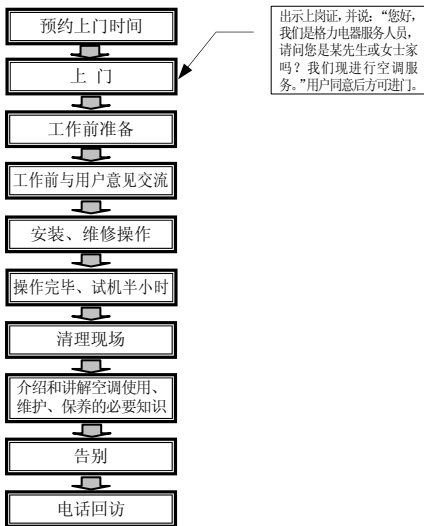 预约上门时间
上 门
出示上岗证，并说：“您好，
我们是格力电器服务人员，
请问您是某先生或女士家
吗？我们现进行空调服
务。”用户同意后方可进门。
工作前准备
工作前与用户意见交流
安装、维修操作
操作完毕、试机半小时
清理现场
介绍和讲解空调使用、
维护、保养的必要知识
告别
电话回访